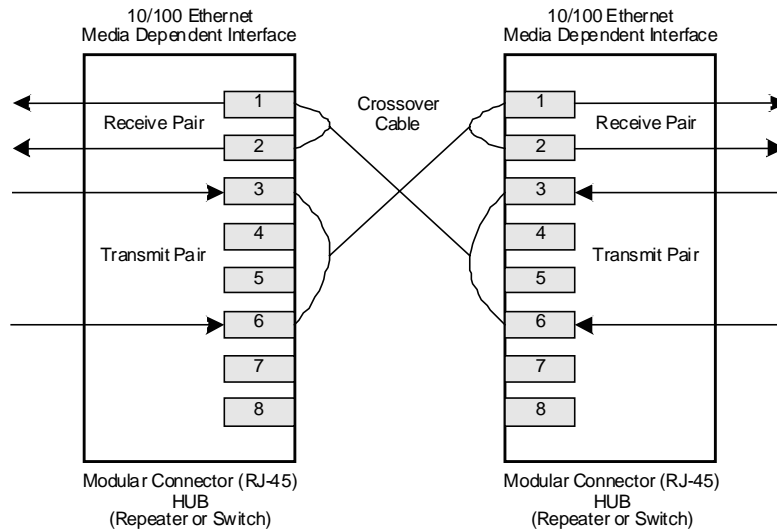 10/100 Ethernet
Media Dependent Interface
10/100 Ethernet
Media Dependent Interface
1
Receive Pair
2
3
4
Transmit Pair
5
6
7
8
Crossover
Cable
1
Receive Pair
2
3
4
Transmit Pair
5
6
7
8
Modular Connector (RJ-45)
HUB
(Repeater or Switch)
Modular Connector (RJ-45)
HUB
(Repeater or Switch)